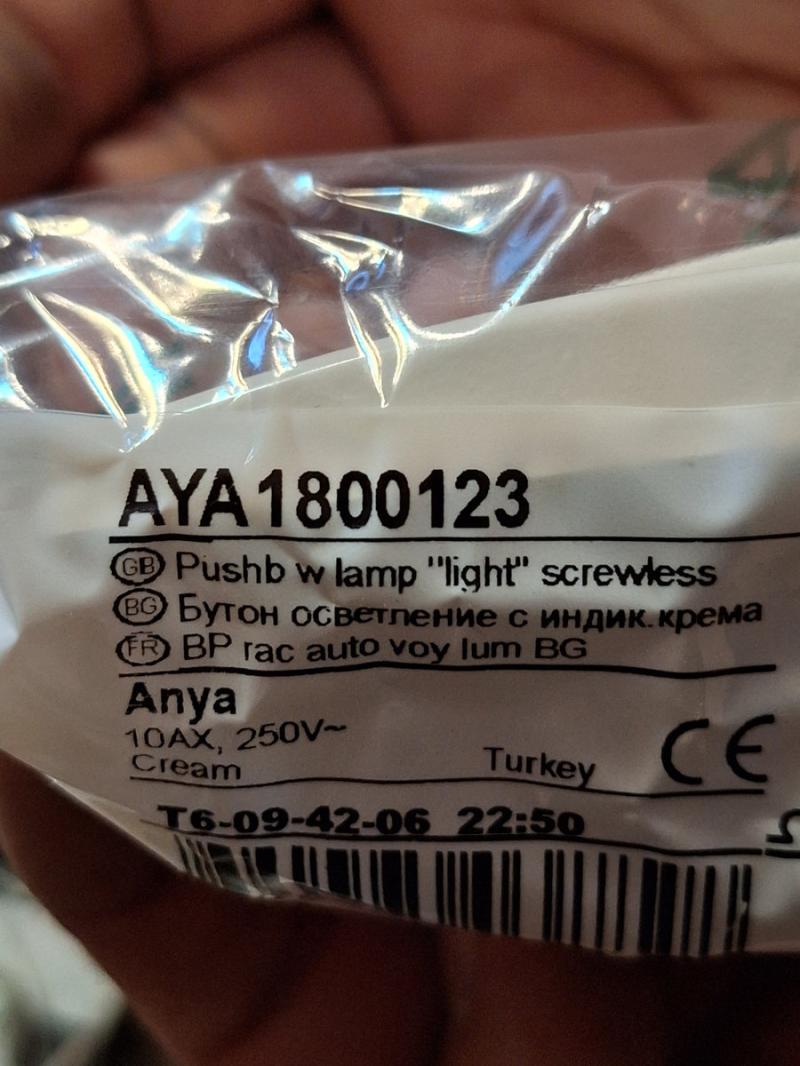 AYA1800123
GB Pushb w lamp "light" screwless
BG Бутон осветление с индик.крема
FR BP rac auto voy lum BG
Anya
10AX, 250V~
Cream Turkey CE
T6-09-42-06 22:50